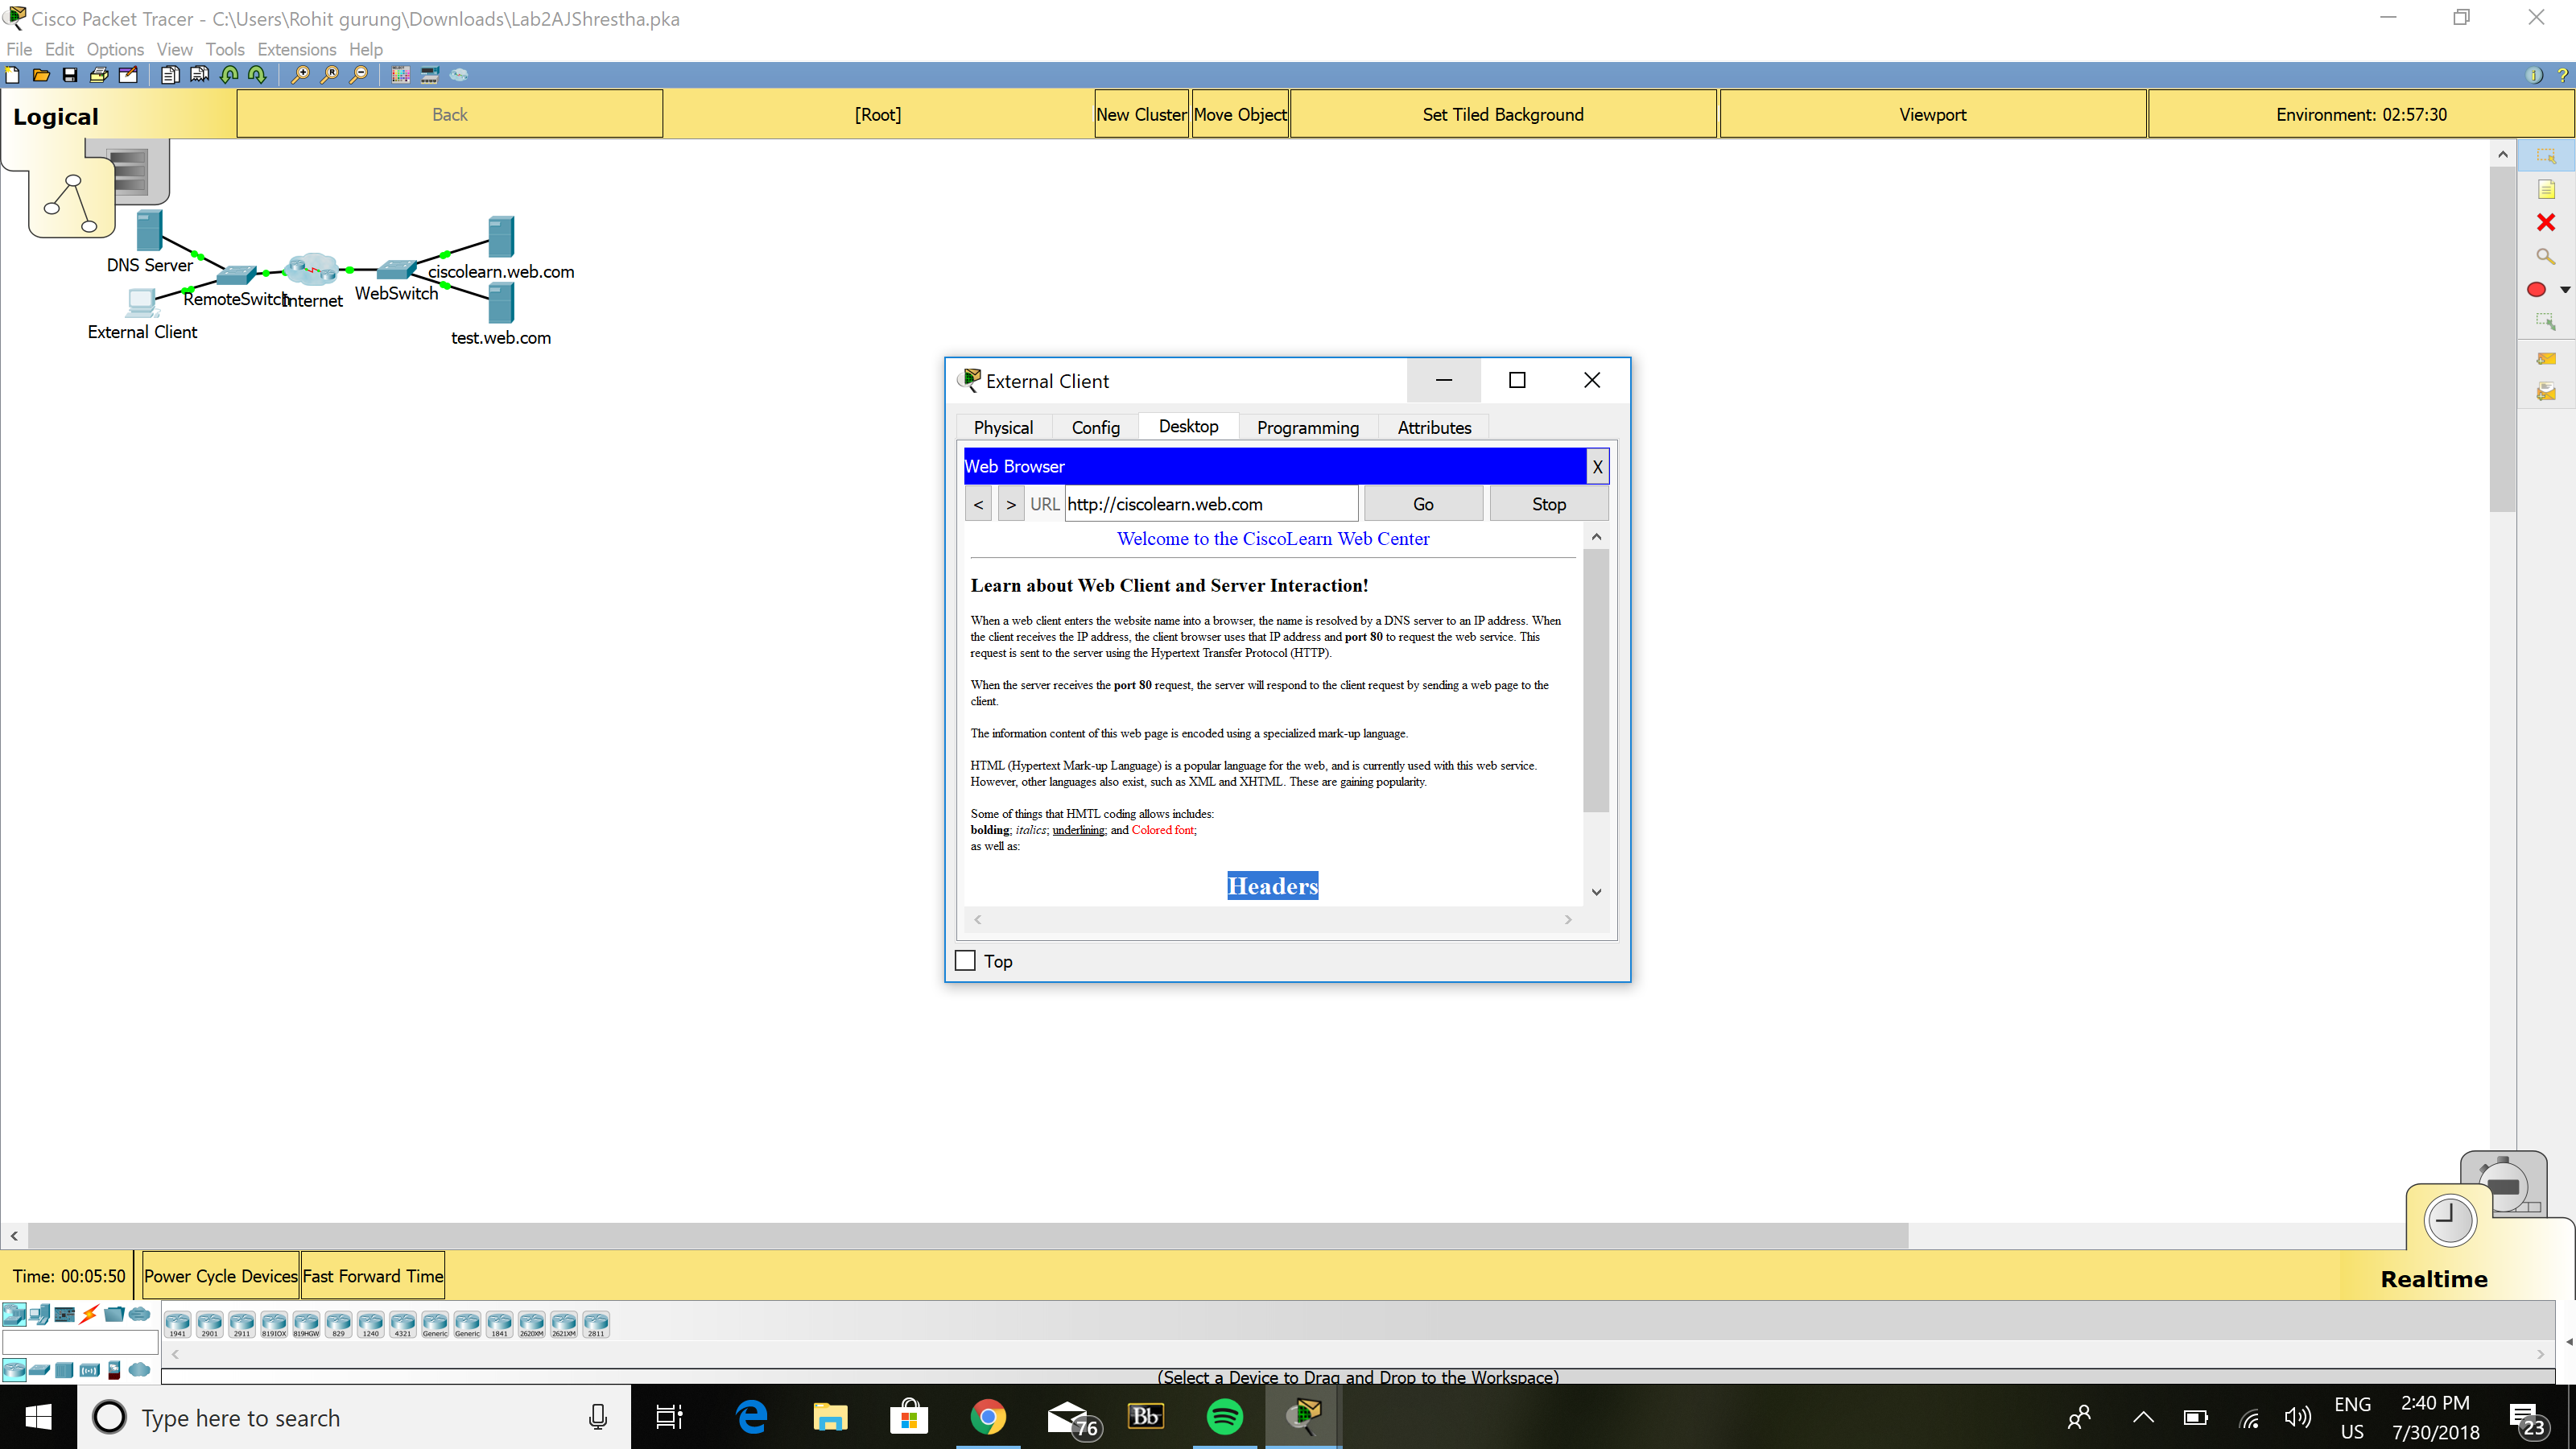 Cisco Packet Tracer - C:\Users\Rohit gurung\Downloads\Lab2AJShrestha.pka
File Edit Options View Tools Extensions Help
Logical
Back
[Root]
New Cluster
Move Object
Set Tiled Background
Viewport
Environment: 02:57:30
DNS Server
RemoteSwitch
Internet
WebSwitch
ciscolearn.web.com
External Client
test.web.com
External Client
Physical Config Desktop Programming Attributes
Web Browser X
< > URL http://ciscolearn.web.com Go Stop
Welcome to the CiscoLearn Web Center
Learn about Web Client and Server Interaction!
When a web client enters the website name into a browser, the name is resolved by a DNS server to an IP address. When
the client receives the IP address, the client browser uses that IP address and port 80 to request the web service. This
request is sent to the server using the Hypertext Transfer Protocol (HTTP).
When the server receives the port 80 request, the server will respond to the client request by sending a web page to the
client.
The information content of this web page is encoded using a specialized mark-up language.
HTML (Hypertext Mark-up Language) is a popular language for the web, and is currently used with this web service.
However, other languages also exist, such as XML and XHTML. These are gaining popularity.
Some of things that HMTL coding allows includes:
bolding; italics; underlining; and Colored font;
as well as:
Headers
Top
Time: 00:05:50
Power Cycle Devices
Fast Forward Time
Realtime
1941 2901 2911 819IOX 819HGW 829 1240 4321 Generic Generic 1841 2620XM 2621XM 2811
(Select a Device to Drag and Drop to the Workspace)
Type here to search
76
Bb
ENG
US
2:40 PM
7/30/2018
23